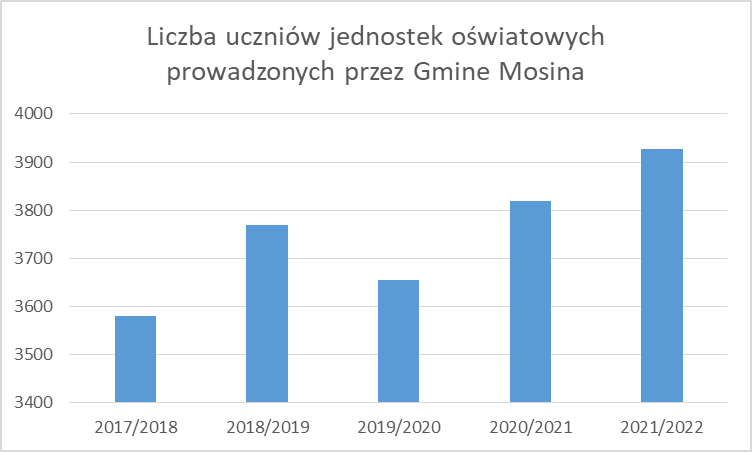 Liczba uczniów jednostek oświatowych
prowadzonych przez Gmine Mosina
4000
3900
3800
3700
3600
3500
3400
2017/2018 2018/2019 2019/2020 2020/2021 2021/2022